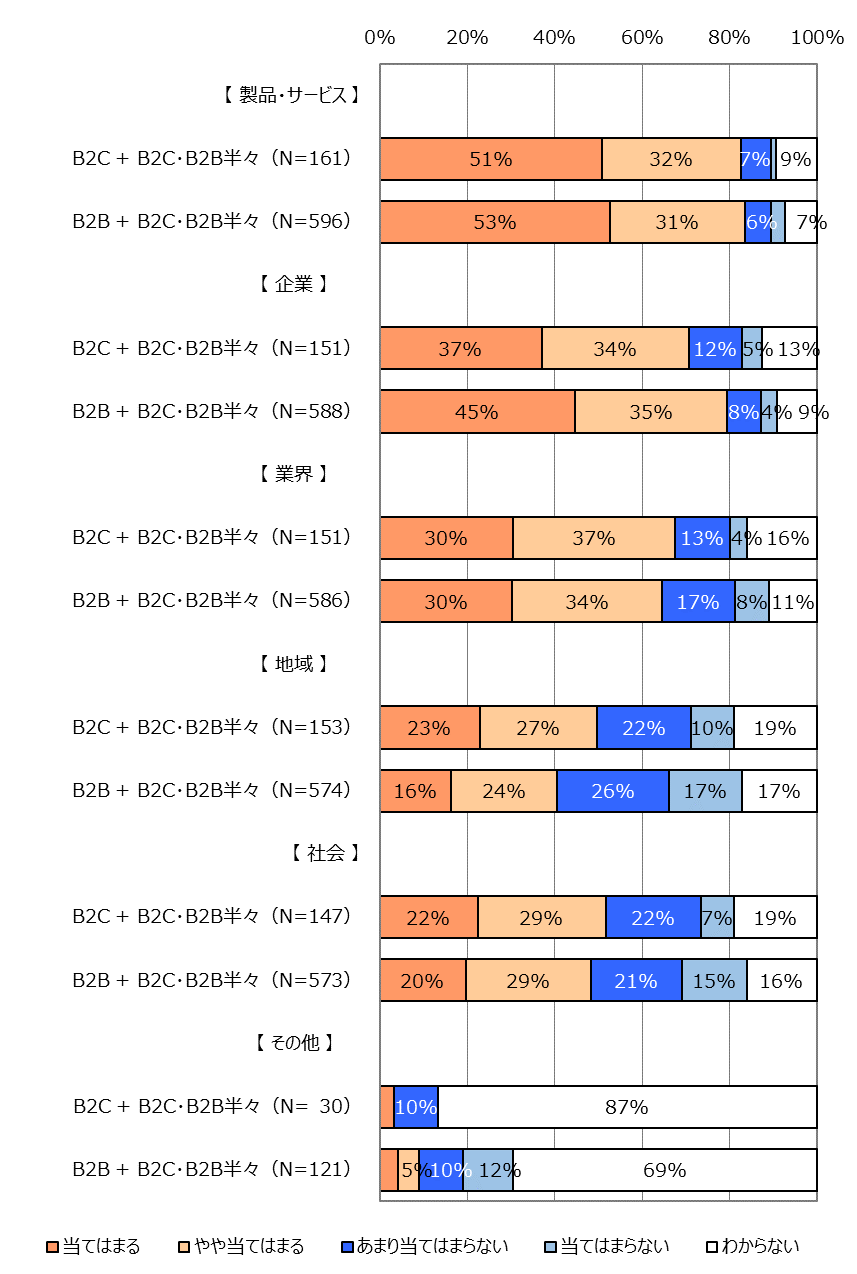 0% 20% 40% 60% 80% 100%
【 製品・サービス 】
B2C + B2C・B2B半々（N=161） 51% 32% 7% 9%
B2B + B2C・B2B半々（N=596） 53% 31% 6% 7%
【 企業 】
B2C + B2C・B2B半々（N=151） 37% 34% 12% 5% 13%
B2B + B2C・B2B半々（N=588） 45% 35% 8% 4% 9%
【 業界 】
B2C + B2C・B2B半々（N=151） 30% 37% 13% 4% 16%
B2B + B2C・B2B半々（N=586） 30% 34% 17% 8% 11%
【 地域 】
B2C + B2C・B2B半々（N=153） 23% 27% 22% 10% 19%
B2B + B2C・B2B半々（N=574） 16% 24% 26% 17% 17%
【 社会 】
B2C + B2C・B2B半々（N=147） 22% 29% 22% 7% 19%
B2B + B2C・B2B半々（N=573） 20% 29% 21% 15% 16%
【 その他 】
B2C + B2C・B2B半々（N= 30） 10% 87%
B2B + B2C・B2B半々（N=121） 5% 10% 12% 69%
当てはまる やや当てはまる あまり当てはまらない 当てはまらない わからない